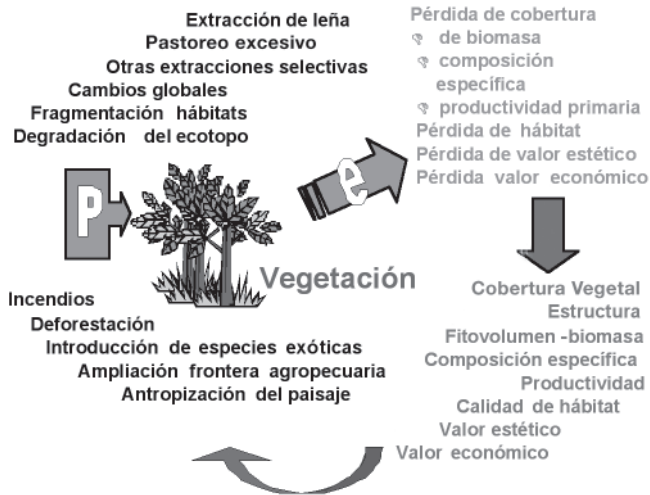 Extracción de leña
Pastoreo excesivo
Otras extracciones selectivas
Cambios globales
Fragmentación hábitats
Degradación del ecotopo
P
Incendios
Deforestación
Introducción de especies exóticas
Ampliación frontera agropecuaria
Antropización del paisaje
Vegetación
e
Pérdida de cobertura
de biomasa
composición
específica
productividad primaria
Pérdida de hábitat
Pérdida de valor estético
Pérdida valor económico
Cobertura Vegetal
Estructura
Fitovolumen -biomasa
Composición específica
Productividad
Calidad de hábitat
Valor estético
Valor económico